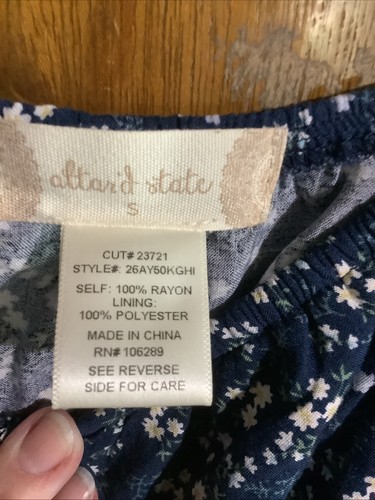 altar'd state
S
CUT# 23721
STYLE#: 26AY50KGHI
SELF: 100% RAYON
LINING:
100% POLYESTER
MADE IN CHINA
RN# 106289
SEE REVERSE
SIDE FOR CARE